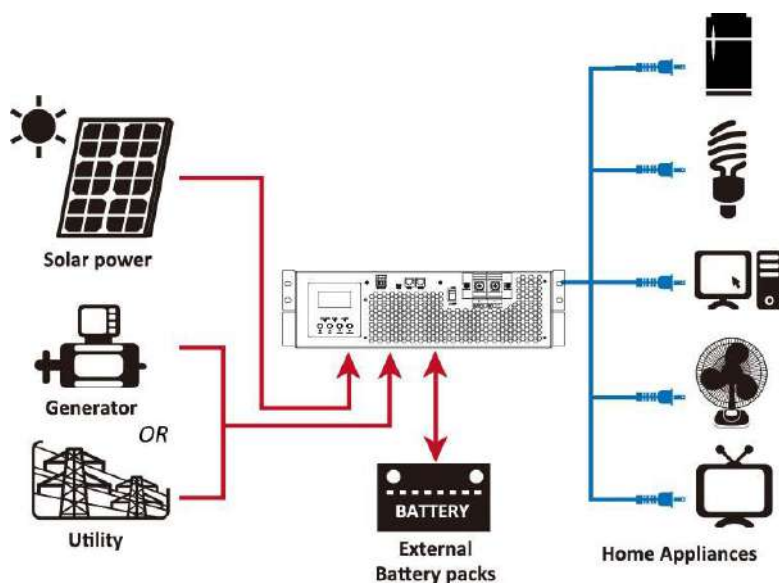 Solar power
Generator
OR
Utility
BATTERY
External
Battery packs
Home Appliances